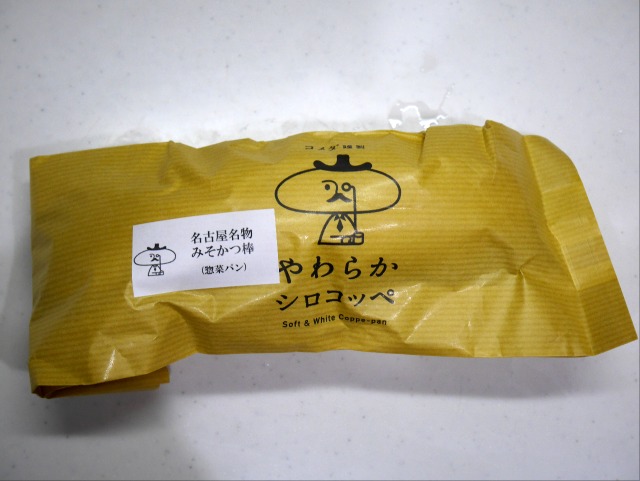 コメダ謹製
やわらか
シロコッペ
Soft & White Coppe-pan
名古屋名物
みそかつ棒
(惣菜パン)